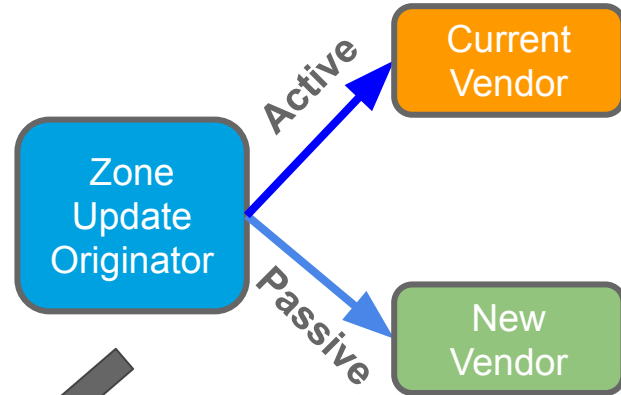 Current
Vendor
Active
Zone
Update
Originator
Passive
New
Vendor